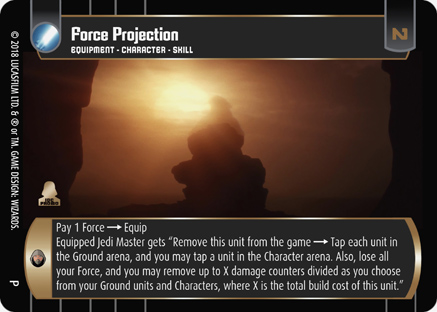 Force Projection
EQUIPMENT - CHARACTER - SKILL
N
© 2018 LUCASFILM LTD. & ® or TM. GAME DESIGN: WIZARDS.
IDC
PROMO
P
Pay 1 Force → Equip
Equipped Jedi Master gets “Remove this unit from the game → Tap each unit in
the Ground arena, and you may tap a unit in the Character arena. Also, lose all
your Force, and you may remove up to X damage counters divided as you choose
from your Ground units and Characters, where X is the total build cost of this unit.”